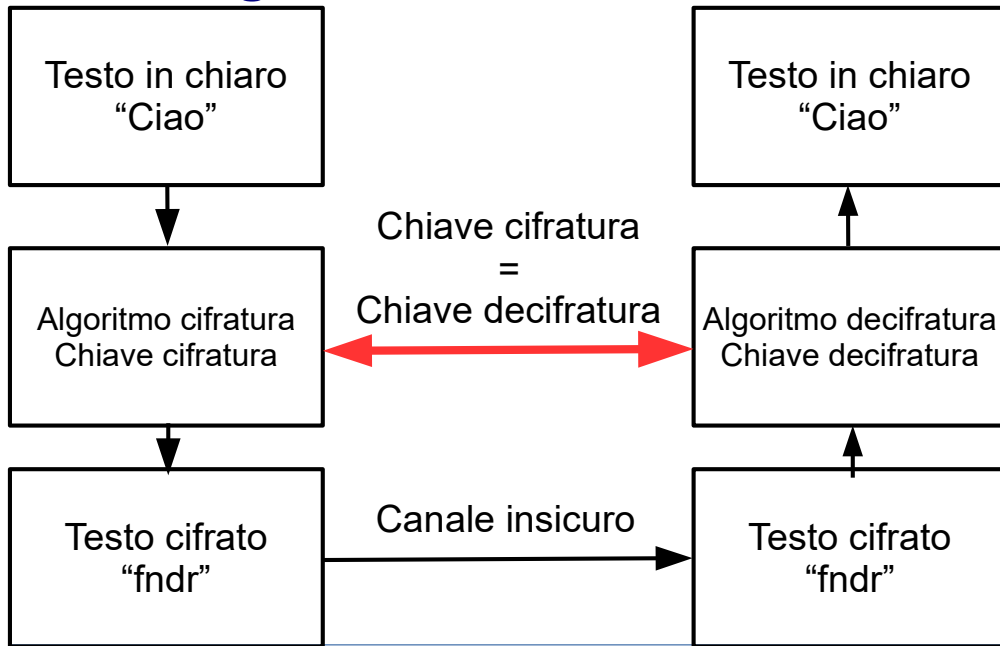 Testo in chiaro
“Ciao”
Testo in chiaro
“Ciao”
Chiave cifratura
=
Chiave decifratura
Algoritmo cifratura
Chiave cifratura
Algoritmo decifratura
Chiave decifratura
Canale insicuro
Testo cifrato
“fndr”
Testo cifrato
“fndr”